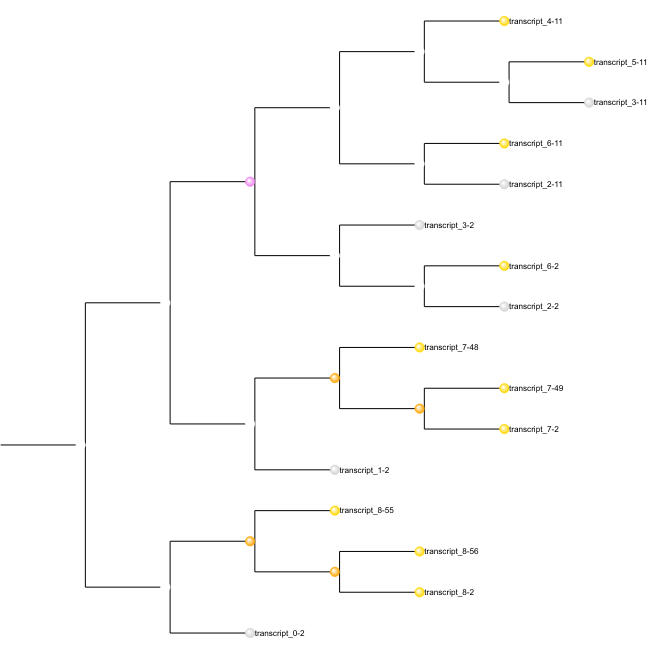 transcript_4-11
transcript_5-11
transcript_3-11
transcript_6-11
transcript_2-11
transcript_3-2
transcript_6-2
transcript_2-2
transcript_7-48
transcript_7-49
transcript_7-2
transcript_1-2
transcript_8-55
transcript_8-56
transcript_8-2
transcript_0-2